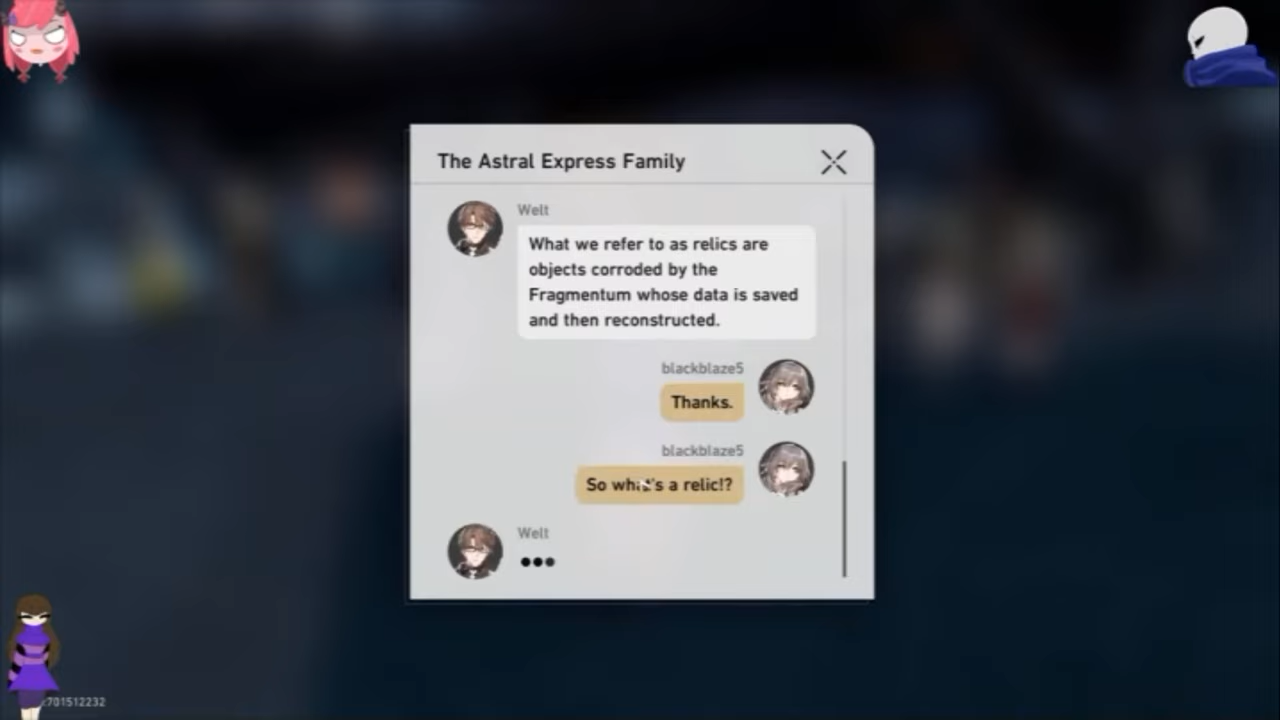 The Astral Express Family
Welt
What we refer to as relics are
objects corroded by the
Fragmentum whose data is saved
and then reconstructed.
blackblaze5
Thanks.
blackblaze5
So what's a relic!?
Welt
701512232